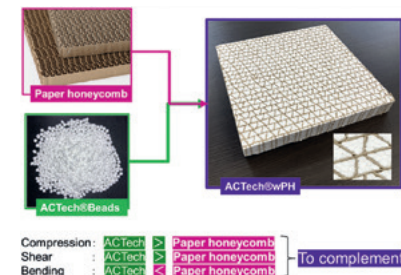 Paper honeycomb
ACTech®Beads
ACTech®wPH
Compression : ACTech > Paper honeycomb
Shear : ACTech > Paper honeycomb
Bending : ACTech < Paper honeycomb
To complement